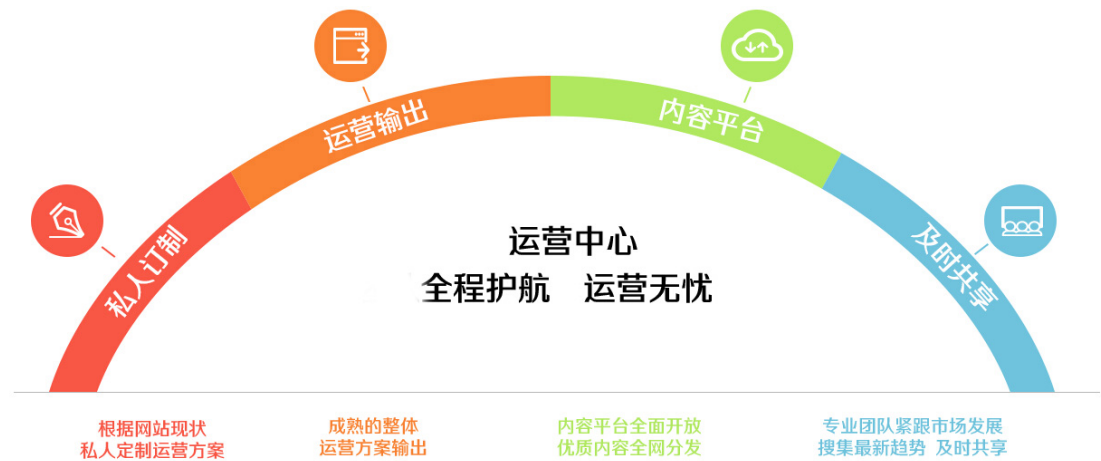 私人订制
运营输出
内容平台
及时共享
运营中心
全程护航 运营无忧
根据网站现状
私人定制运营方案
成熟的整体
运营方案输出
内容平台全面开放
优质内容全网分发
专业团队紧跟市场发展
搜集最新趋势 及时共享